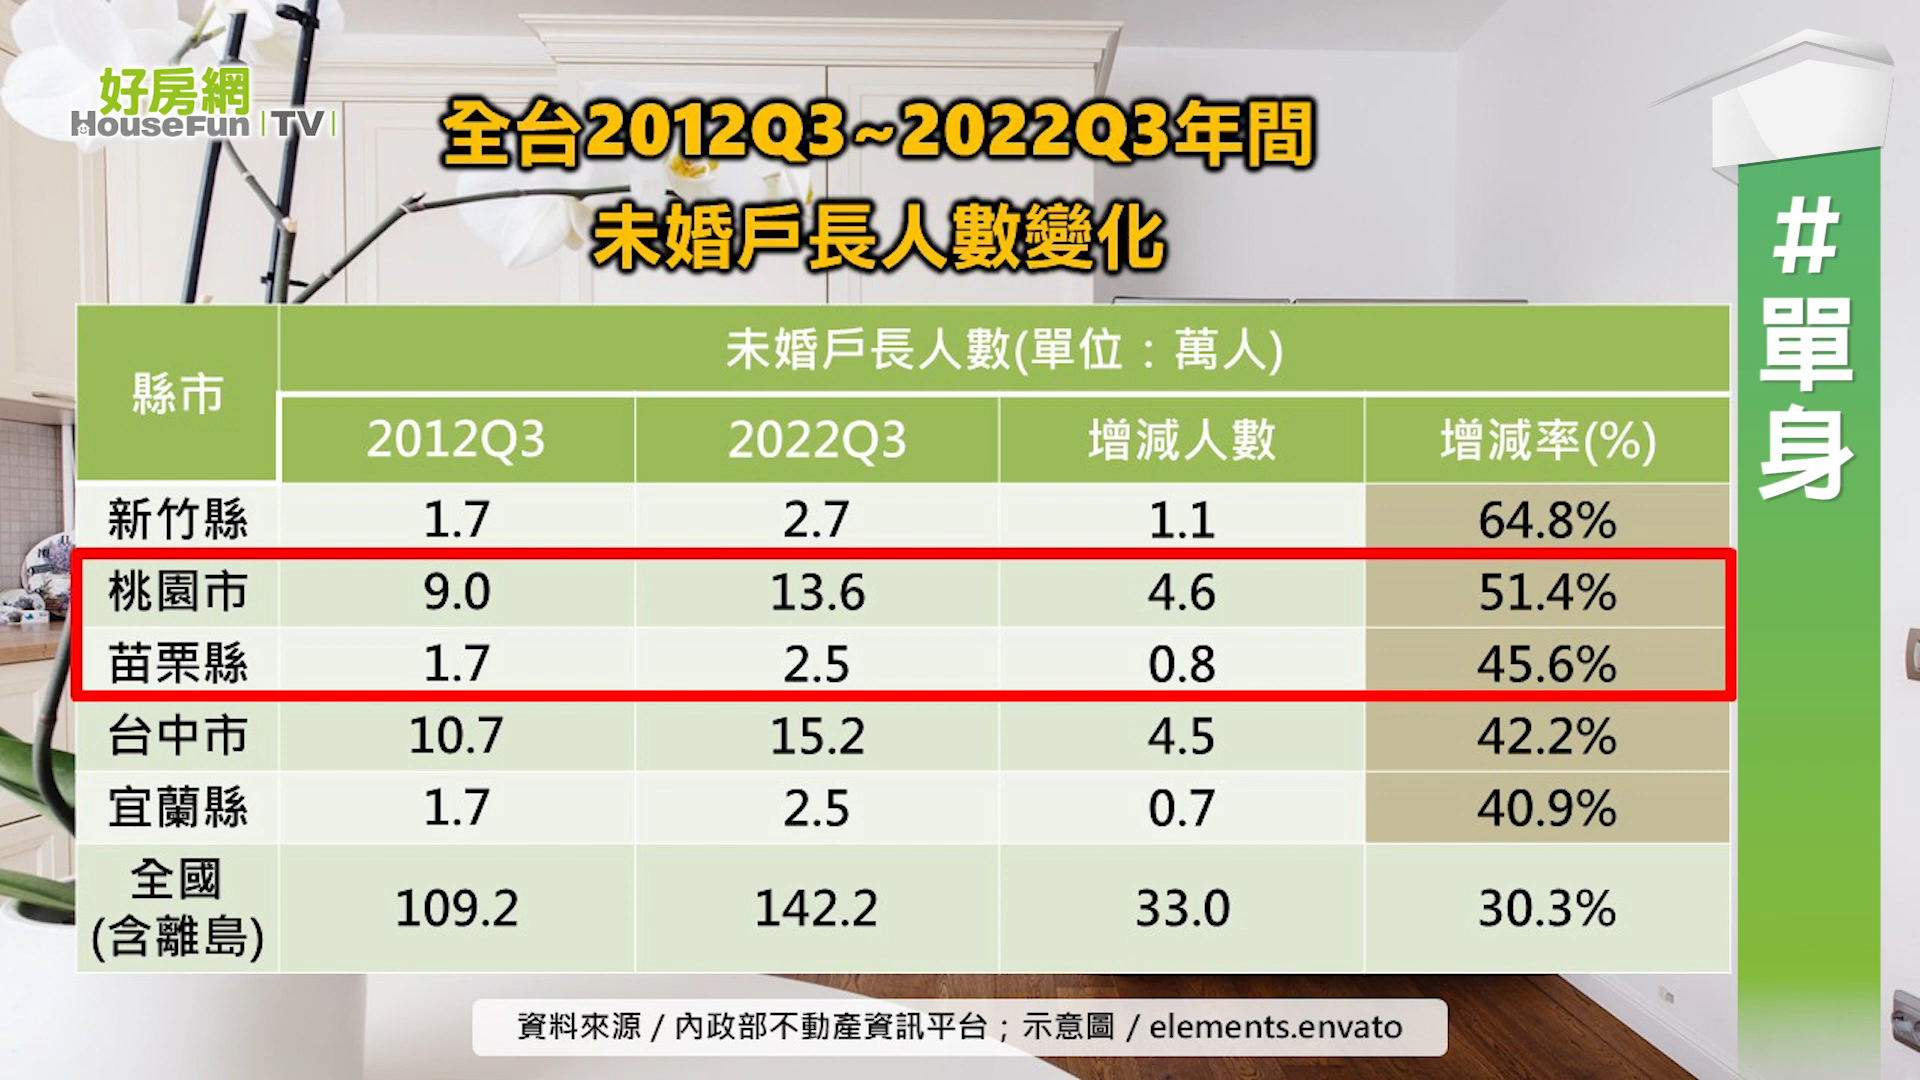 好房網
HouseFun TV
全台2012Q3~2022Q3年間
未婚戶長人數變化
#單身
縣市 未婚戶長人數(單位：萬人)
2012Q3 2022Q3 增減人數 增減率(%)
新竹縣 1.7 2.7 1.1 64.8%
桃園市 9.0 13.6 4.6 51.4%
苗栗縣 1.7 2.5 0.8 45.6%
台中市 10.7 15.2 4.5 42.2%
宜蘭縣 1.7 2.5 0.7 40.9%
全國
(含離島) 109.2 142.2 33.0 30.3%
資料來源 / 內政部不動產資訊平台；示意圖 / elements.envato